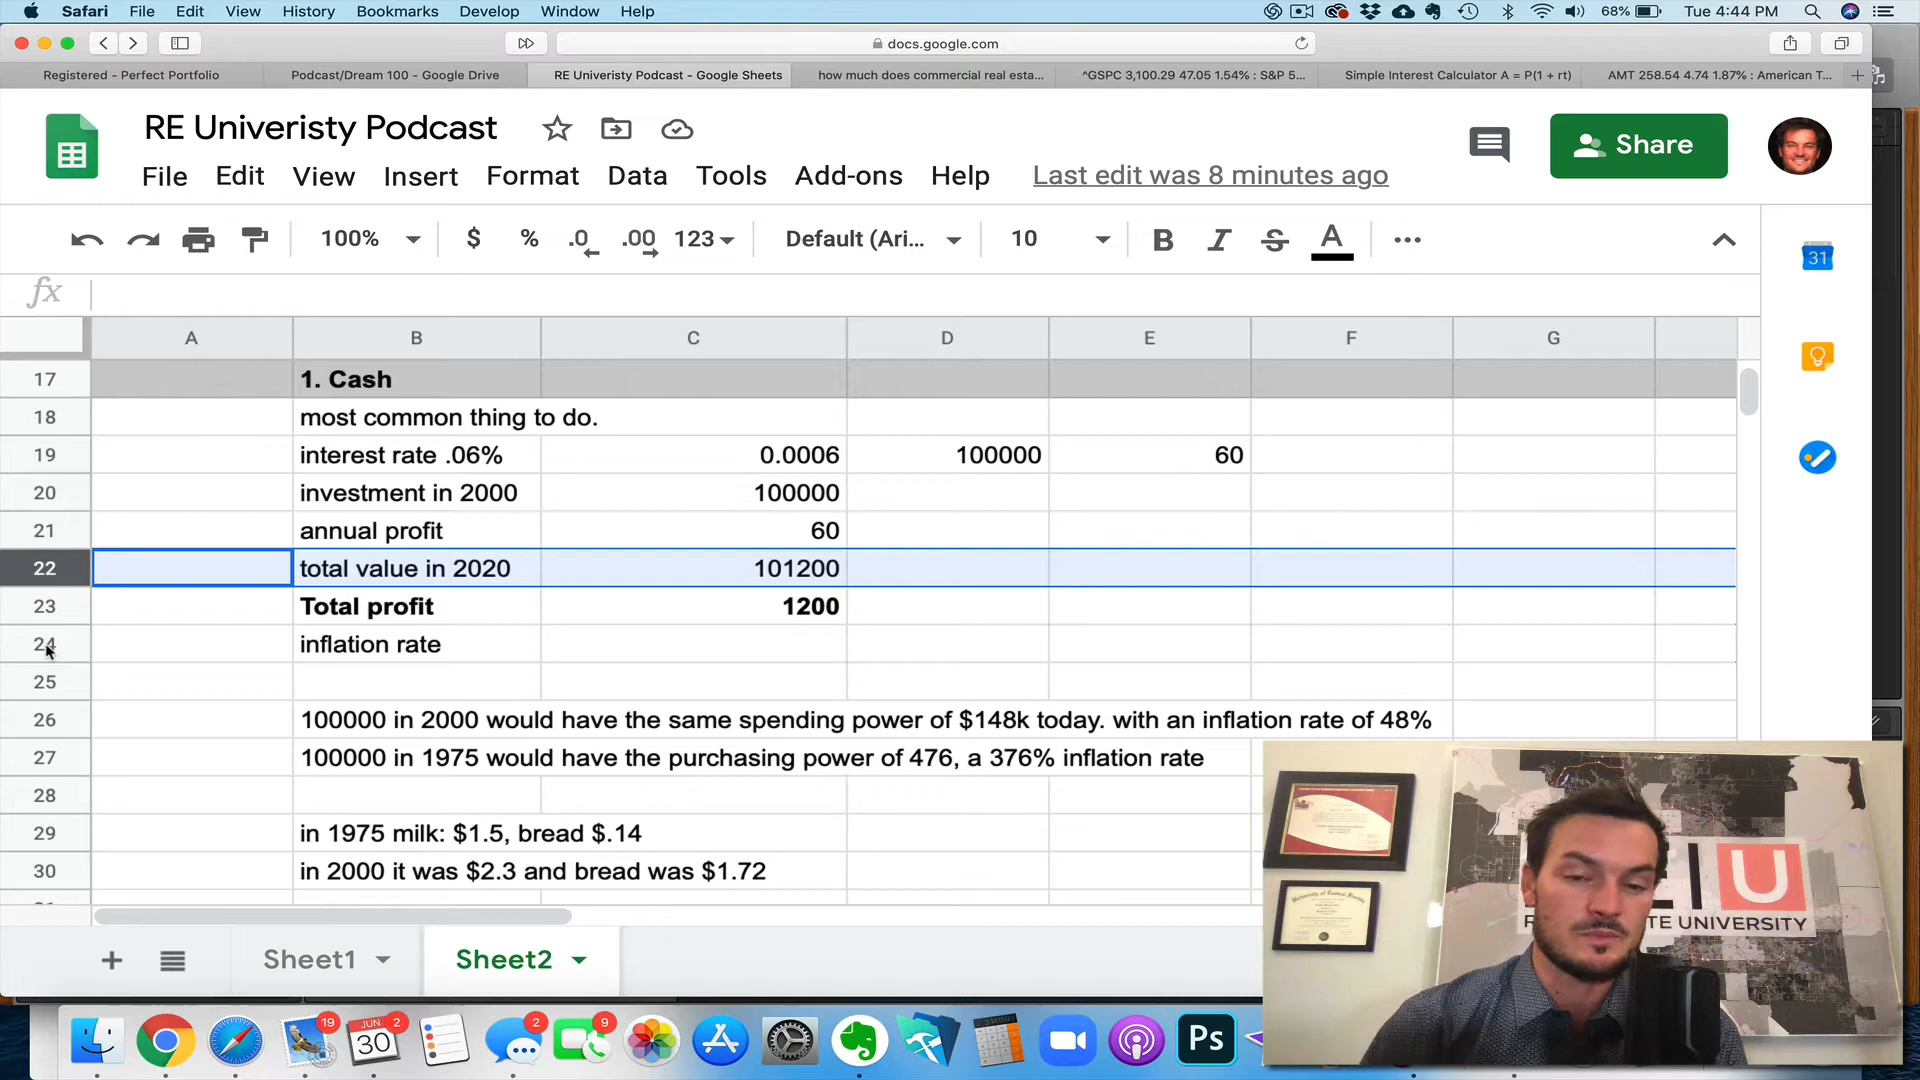 Safari File Edit View History Bookmarks Develop Window Help 68% Tue 4:44 PM
docs.google.com
Registered - Perfect Portfolio Podcast/Dream 100 - Google Drive RE Univeristy Podcast - Google Sheets how much does commercial real esta... ^GSPC 3,100.29 47.05 1.54% : S&P 5... Simple Interest Calculator A = P(1 + rt) AMT 258.54 4.74 1.87% : American T...
RE Univeristy Podcast
Share
File Edit View Insert Format Data Tools Add-ons Help Last edit was 8 minutes ago
100% $ % .0 .00 123 Default (Ari... 10 B I S A
31
fx
A B C D E F G
17 1. Cash
18 most common thing to do.
19 interest rate .06% 0.0006 100000 60
20 investment in 2000 100000
21 annual profit 60
22 total value in 2020 101200
23 Total profit 1200
24 inflation rate
25
26 100000 in 2000 would have the same spending power of $148k today. with an inflation rate of 48%
27 100000 in 1975 would have the purchasing power of 476, a 376% inflation rate
28
29 in 1975 milk: $1.5, bread $.14
30 in 2000 it was $2.3 and bread was $1.72
U
TE UNIVERSITY
Sheet1 Sheet2
19 JUN 2 30 2 9 Ps